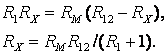 R₁R_X = R_M(R₁₂ − R_X),
R_X = R_M R₁₂ /(R₁ + 1).